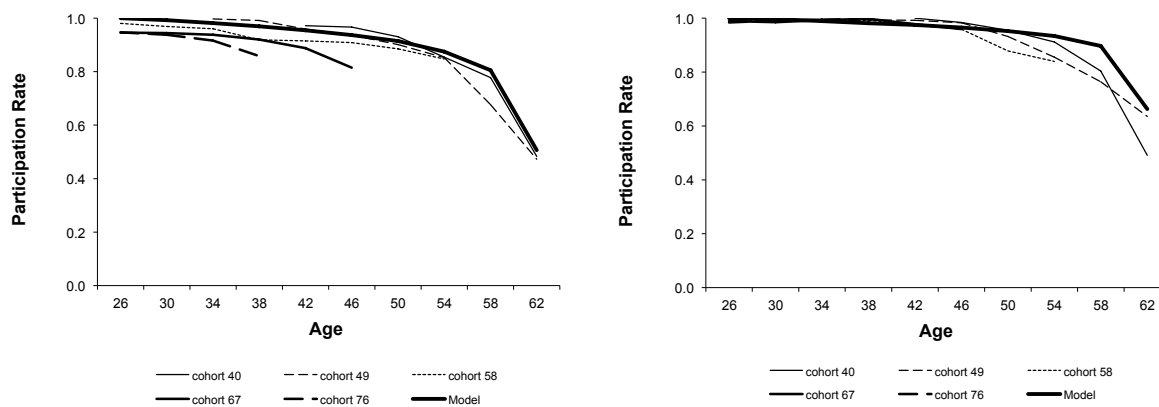 1.0
0.8
0.6
0.4
0.2
0.0
Participation Rate
26 30 34 38 42 46 50 54 58 62
Age
cohort 40 cohort 49 cohort 58
cohort 67 cohort 76 Model
1.0
0.8
0.6
0.4
0.2
0.0
Participation Rate
26 30 34 38 42 46 50 54 58 62
Age
cohort 40 cohort 49 cohort 58
cohort 67 cohort 76 Model